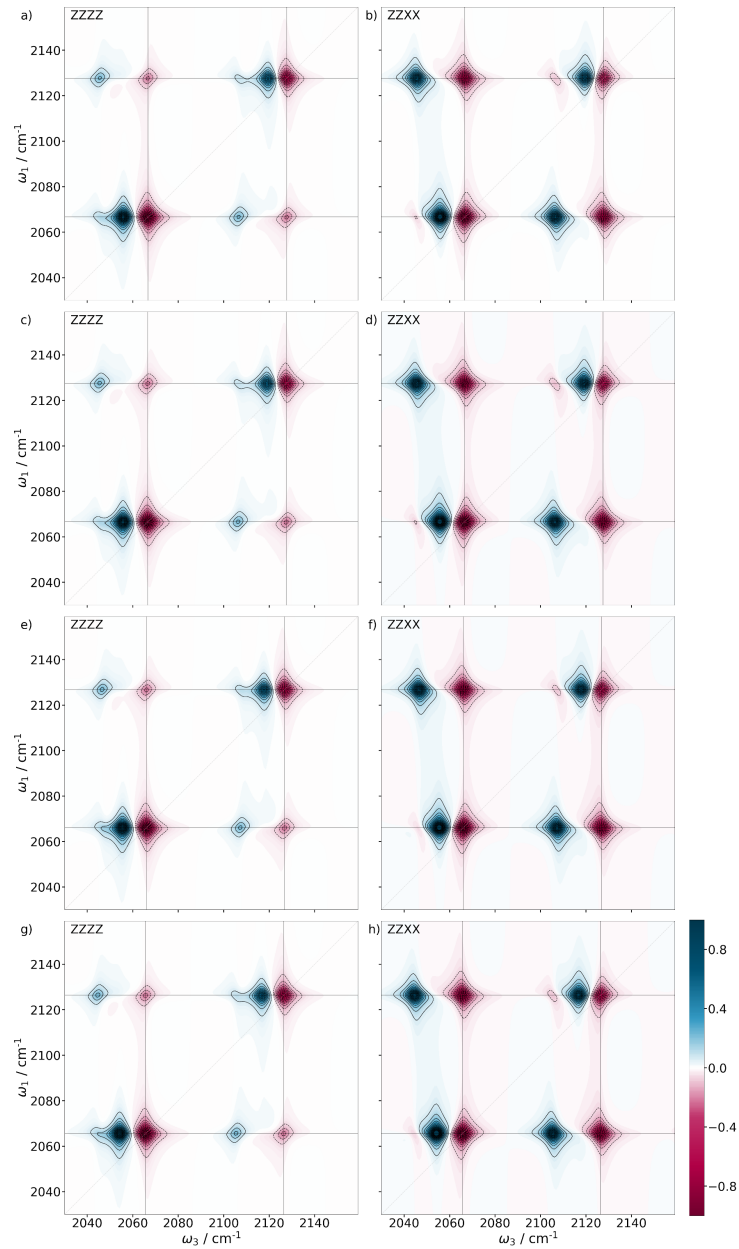 a) ZZZZ b) ZZXX
2140
2120
2100
2080
2060
2040
ω₁ / cm⁻¹
c) ZZZZ d) ZZXX
2140
2120
2100
2080
2060
2040
ω₁ / cm⁻¹
e) ZZZZ f) ZZXX
2140
2120
2100
2080
2060
2040
ω₁ / cm⁻¹
g) ZZZZ h) ZZXX
2140
2120
2100
2080
2060
2040
ω₁ / cm⁻¹
0.8
0.4
0.0
−0.4
−0.8
2040 2060 2080 2100 2120 2140 2040 2060 2080 2100 2120 2140
ω₃ / cm⁻¹ ω₃ / cm⁻¹